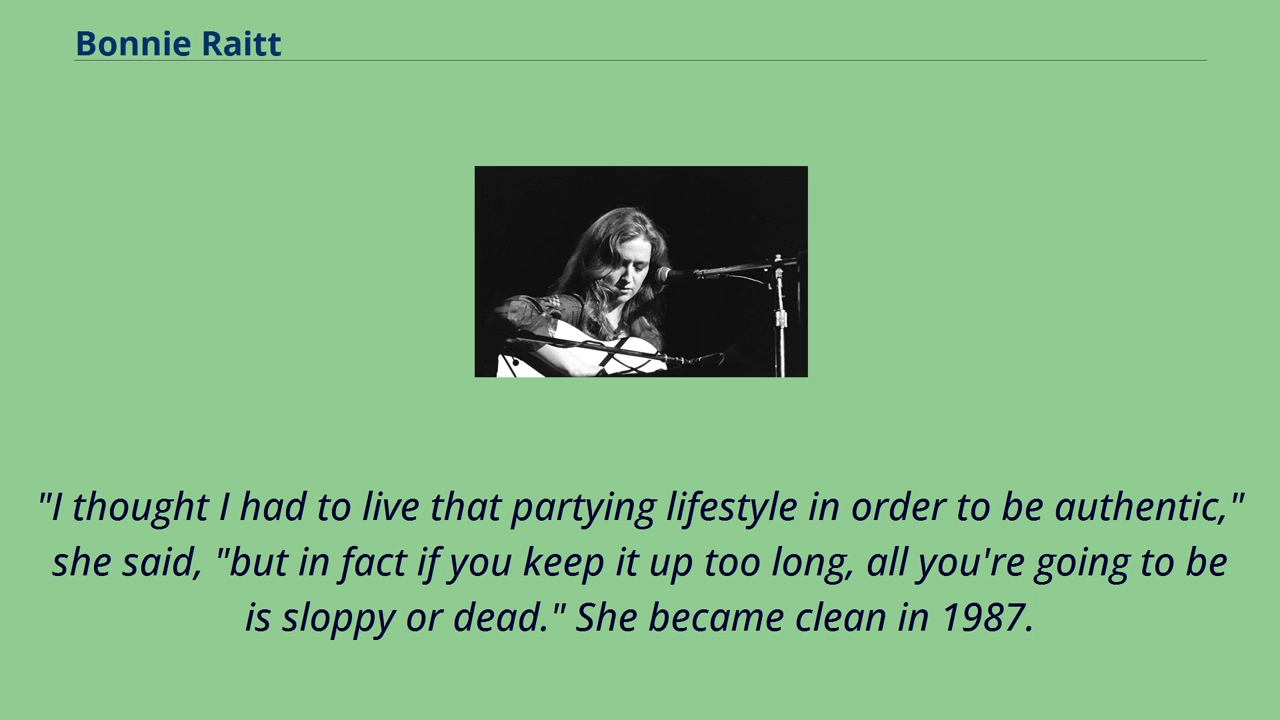 Bonnie Raitt
"I thought I had to live that partying lifestyle in order to be authentic,"
she said, "but in fact if you keep it up too long, all you're going to be
is sloppy or dead." She became clean in 1987.